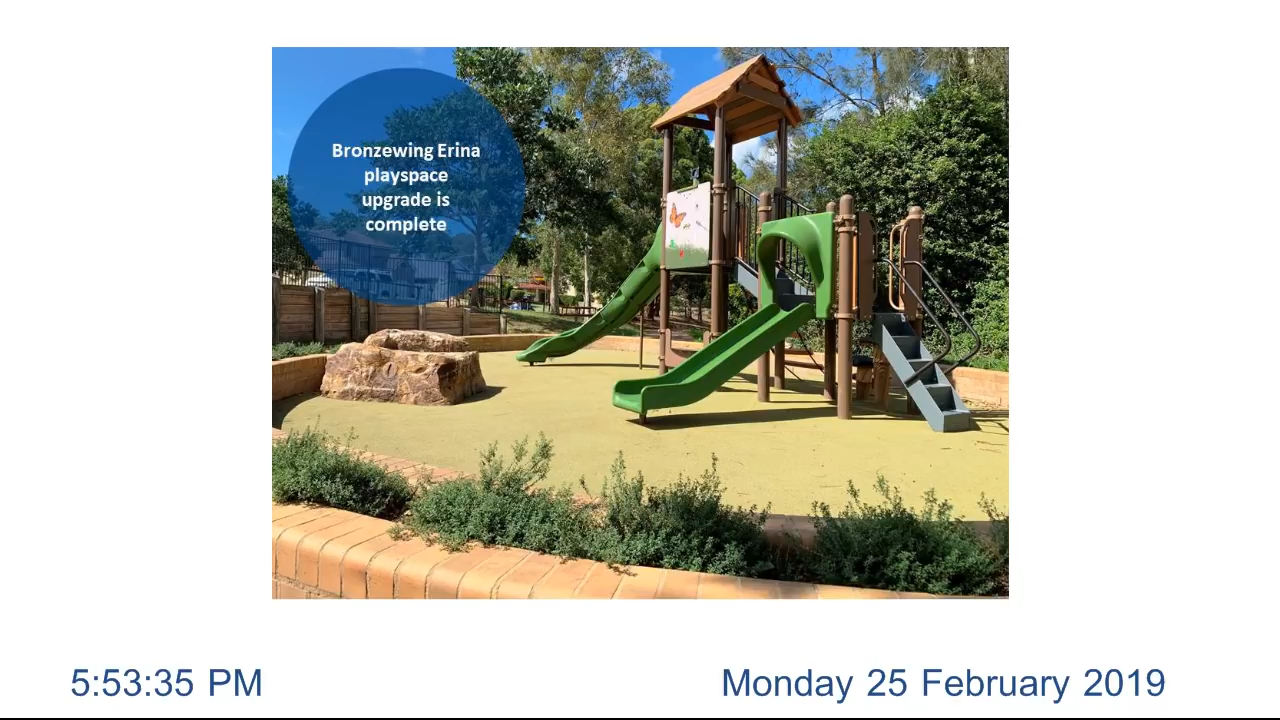 Bronzewing Erina
playspace
upgrade is
complete
5:53:35 PM
Monday 25 February 2019